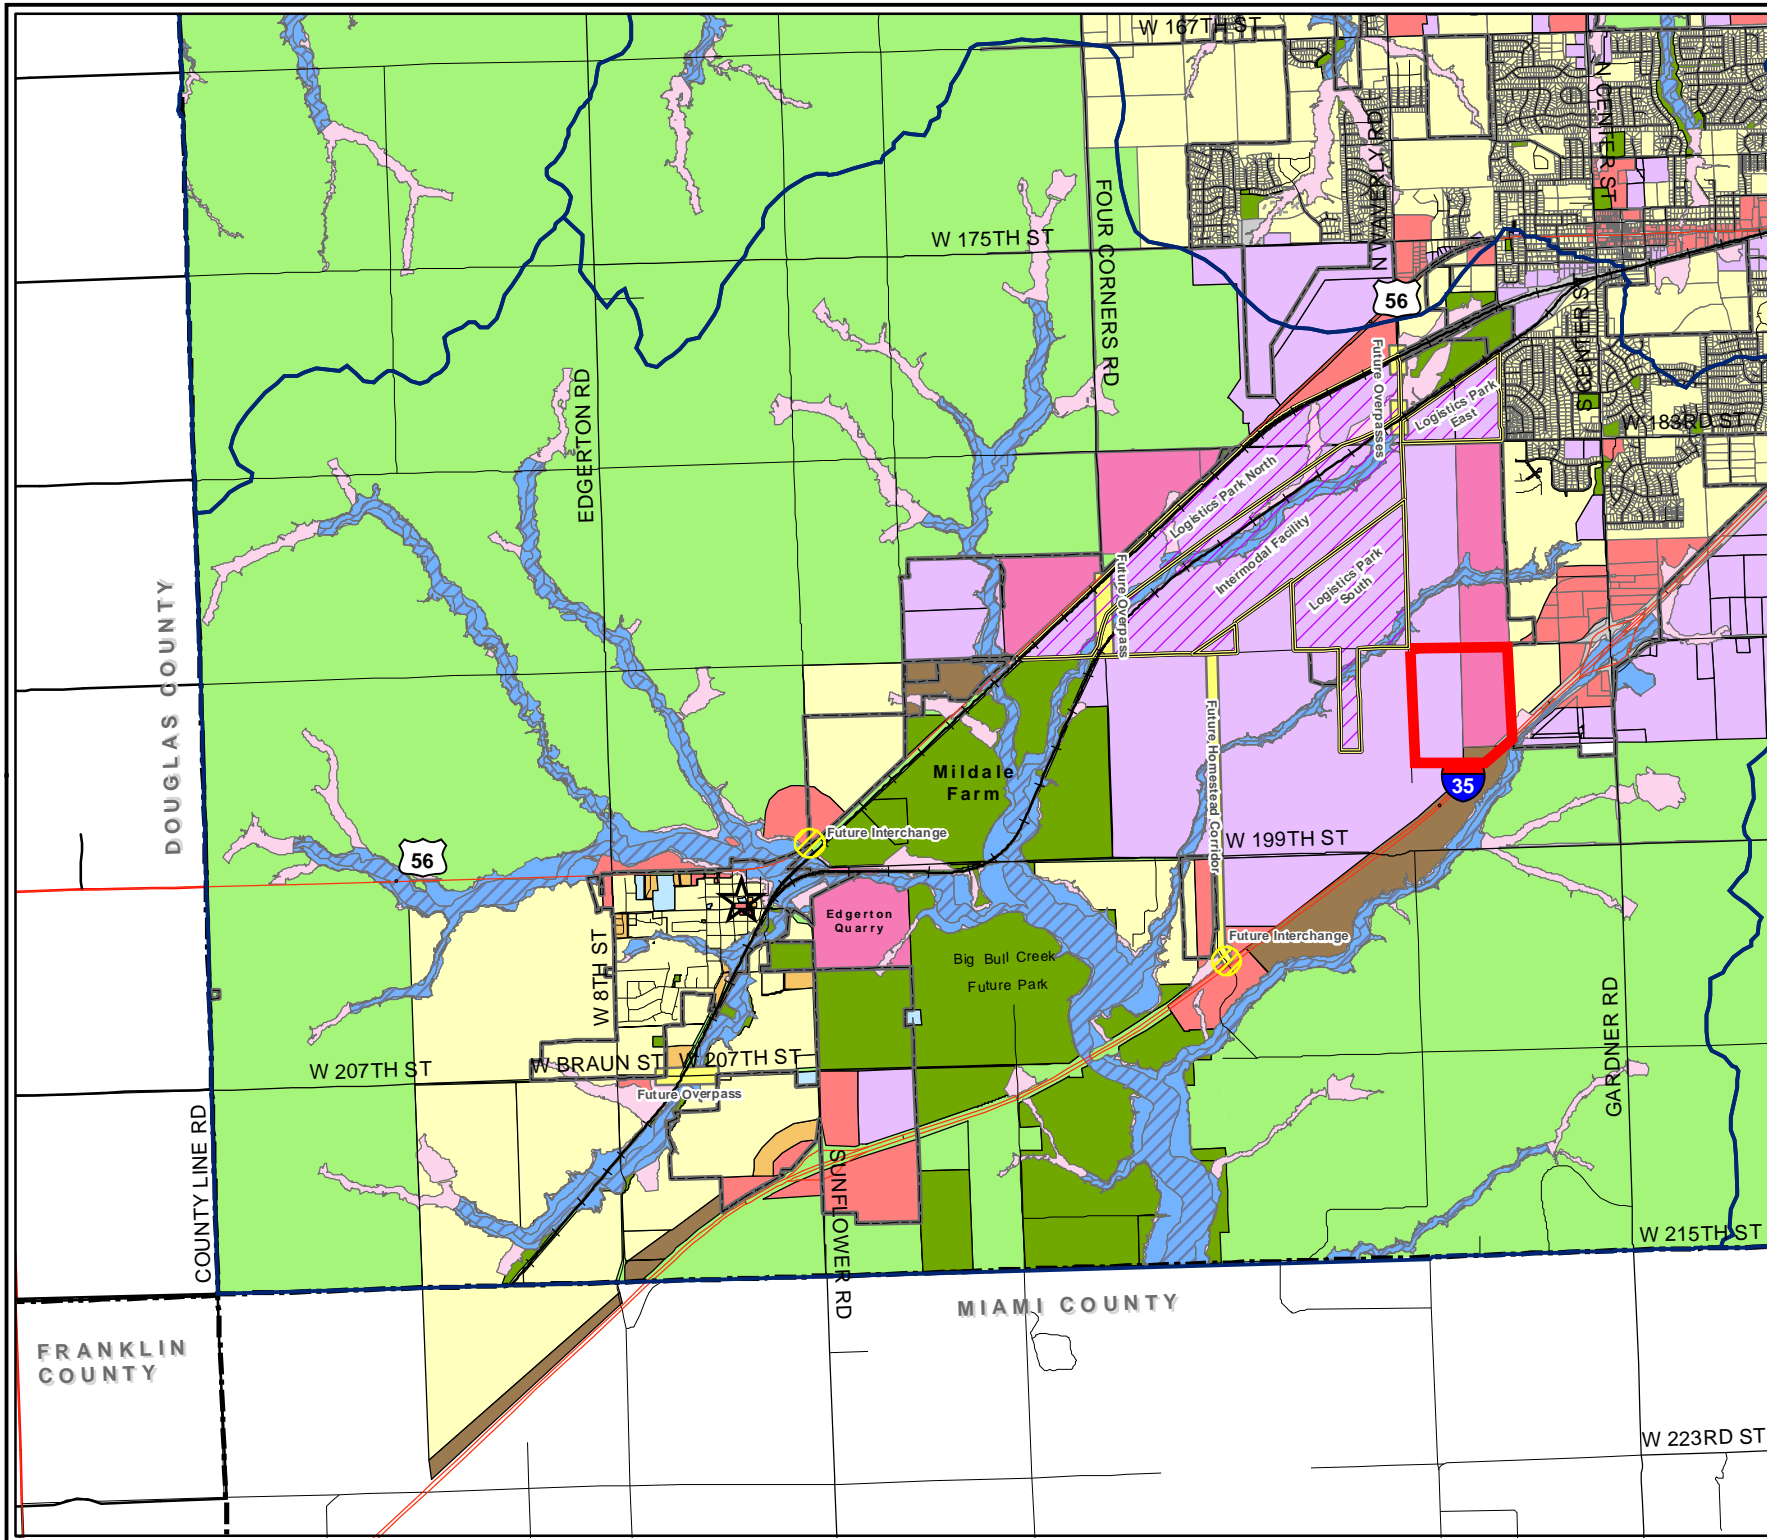 W 167TH ST
N CENTER ST
N WAVERLY RD
FOUR CORNERS RD
W 175TH ST
56
S CENTER ST
Future Overpasses
EDGERTON RD
Logistics Park
East
W 183RD ST
Logistics Park North
Intermodal Facility
Logistics Park
South
Future Overpass
DOUGLAS COUNTY
Future Homestead Corridor
Mildale
Farm
35
Future Interchange
W 199TH ST
56
Edgerton
Quarry
Future Interchange
Big Bull Creek
Future Park
W 8TH ST
GARDNER RD
W 207TH ST
W BRAUN ST
W 207TH ST
Future Overpass
COUNTY LINE RD
SUNFLOWER RD
W 215TH ST
MIAMI COUNTY
FRANKLIN
COUNTY
W 223RD ST